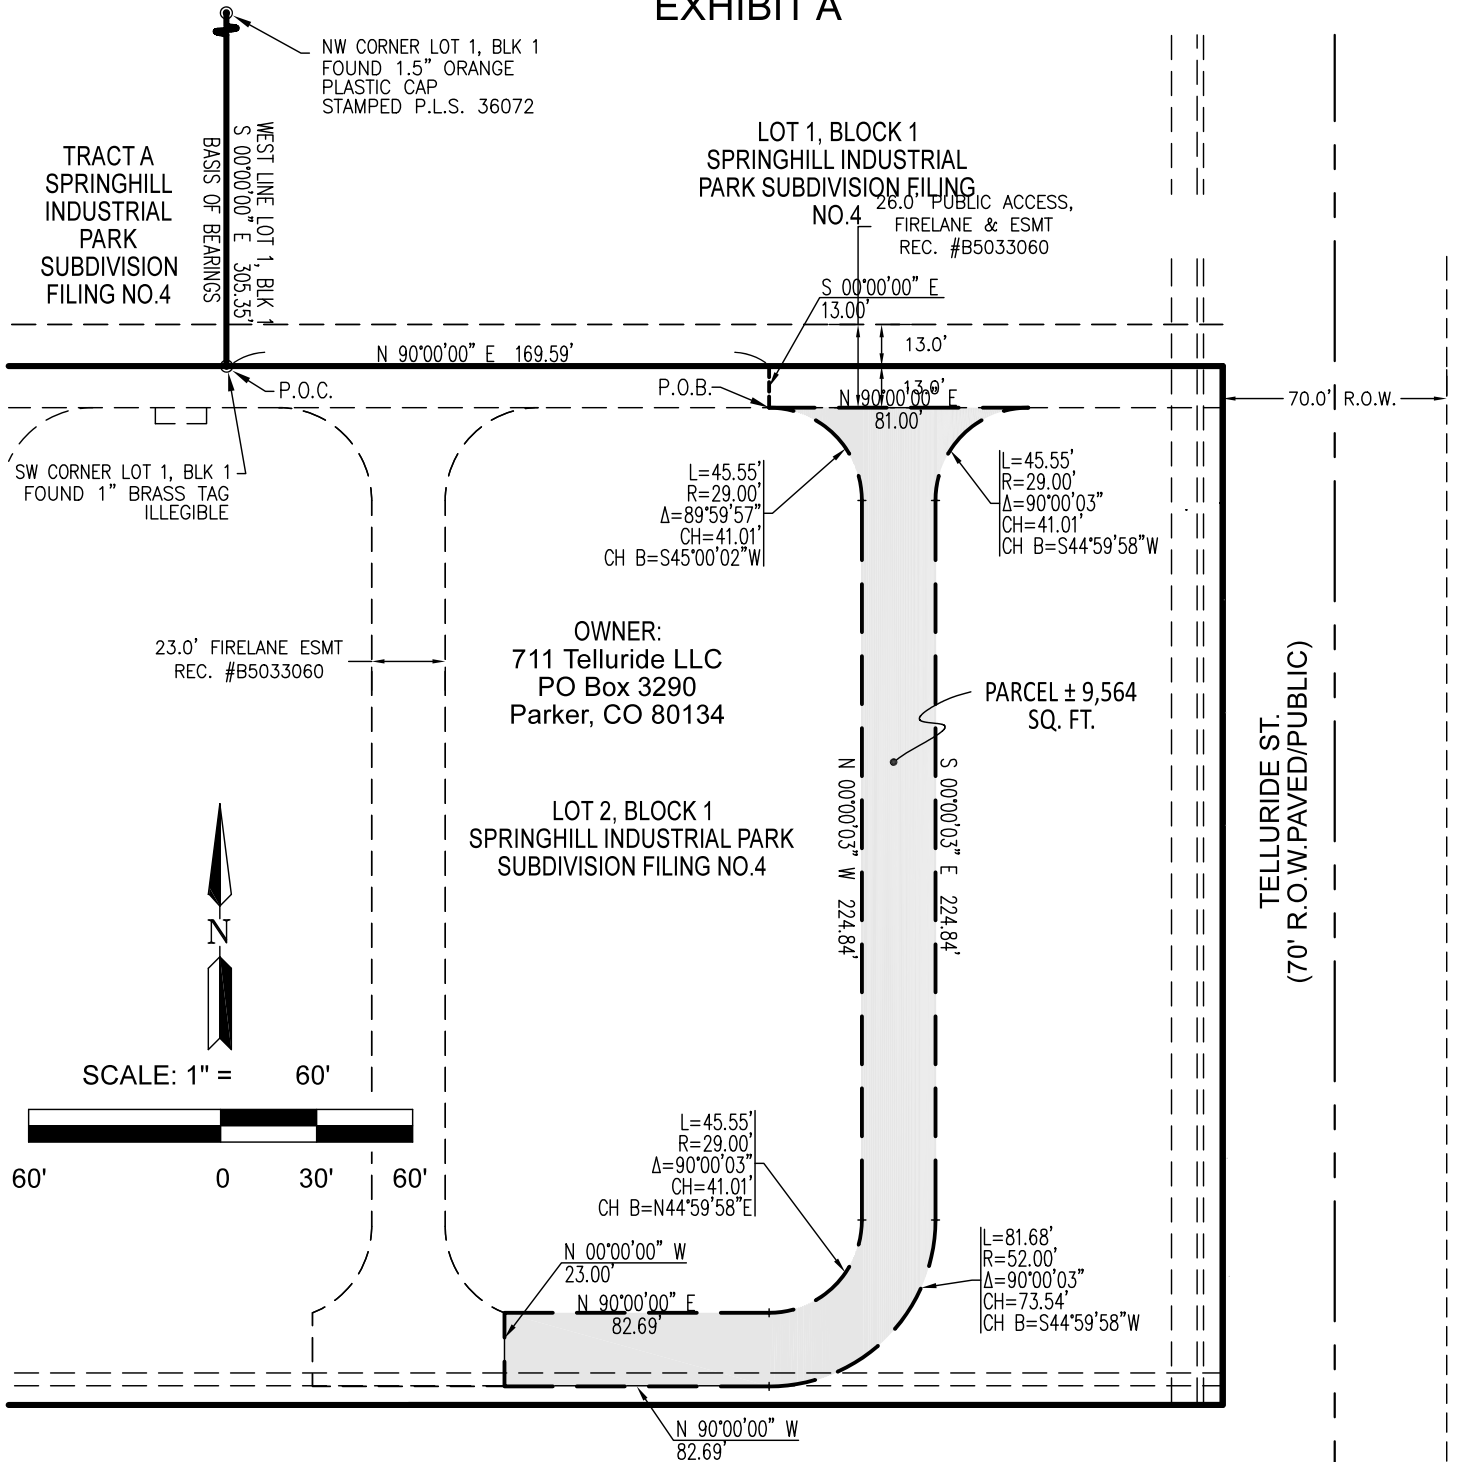 EXHIBIT A
NW CORNER LOT 1, BLK 1
FOUND 1.5" ORANGE
PLASTIC CAP
STAMPED P.L.S. 36072
WEST LINE LOT 1, BLK 1
S 00°00'00" E 305.35'
BASIS OF BEARINGS
TRACT A
SPRINGHILL
INDUSTRIAL
PARK
SUBDIVISION
FILING NO.4
LOT 1, BLOCK 1
SPRINGHILL INDUSTRIAL
PARK SUBDIVISION FILING
NO.4
26.0' PUBLIC ACCESS,
FIRELANE & ESMT
REC. #B5033060
S 00°00'00" E
13.00'
13.0'
N 90°00'00" E 169.59'
P.O.C.
P.O.B.
13.0'
N 90°00'00" E
81.00'
70.0' R.O.W.
SW CORNER LOT 1, BLK 1
FOUND 1" BRASS TAG
ILLEGIBLE
L=45.55'
R=29.00'
Δ=89°59'57"
CH=41.01'
CH B=S45°00'02"W
L=45.55'
R=29.00'
Δ=90°00'03"
CH=41.01'
CH B=S44°59'58"W
23.0' FIRELANE ESMT
REC. #B5033060
OWNER:
711 Telluride LLC
PO Box 3290
Parker, CO 80134
PARCEL ± 9,564
SQ. FT.
TELLURIDE ST.
(70' R.O.W.PAVED/PUBLIC)
N 00°00'03" W 224.84'
S 00°00'03" E 224.84'
LOT 2, BLOCK 1
SPRINGHILL INDUSTRIAL PARK
SUBDIVISION FILING NO.4
N
SCALE: 1" = 60'
60' 0 30' 60'
L=45.55'
R=29.00'
Δ=90°00'03"
CH=41.01'
CH B=N44°59'58"E
L=81.68'
R=52.00'
Δ=90°00'03"
CH=73.54'
CH B=S44°59'58"W
N 00°00'00" W
23.00'
N 90°00'00" E
82.69'
N 90°00'00" W
82.69'